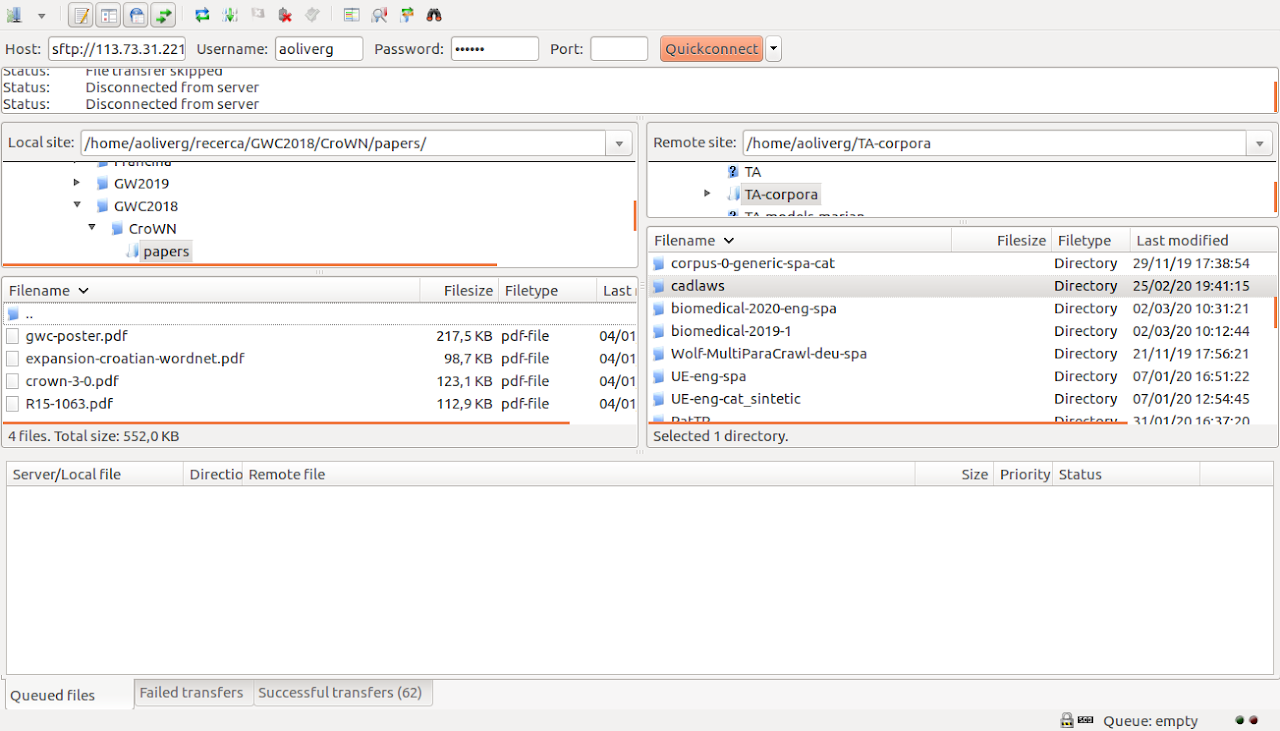 Host: sftp://113.73.31.221 Username: aoliverg Password: •••••• Port: Quickconnect
Status: File transfer skipped
Status: Disconnected from server
Status: Disconnected from server
Local site: /home/aoliverg/recerca/GWC2018/CroWN/papers/
Francina
GW2019
GWC2018
CroWN
papers
Filename Filesize Filetype Last
..
gwc-poster.pdf 217,5 KB pdf-file 04/01
expansion-croatian-wordnet.pdf 98,7 KB pdf-file 04/01
crown-3-0.pdf 123,1 KB pdf-file 04/01
R15-1063.pdf 112,9 KB pdf-file 04/01
4 files. Total size: 552,0 KB
Remote site: /home/aoliverg/TA-corpora
TA
TA-corpora
TA-models-marian
Filename Filesize Filetype Last modified
corpus-0-generic-spa-cat Directory 29/11/19 17:38:54
cadlaws Directory 25/02/20 19:41:15
biomedical-2020-eng-spa Directory 02/03/20 10:31:21
biomedical-2019-1 Directory 02/03/20 10:12:44
Wolf-MultiParaCrawl-deu-spa Directory 21/11/19 17:56:21
UE-eng-spa Directory 07/01/20 16:51:22
UE-eng-cat_sintetic Directory 07/01/20 12:54:45
PatTR Directory 31/01/20 16:37:20
Selected 1 directory.
Server/Local file Directio Remote file Size Priority Status
Queued files Failed transfers Successful transfers (62)
Queue: empty